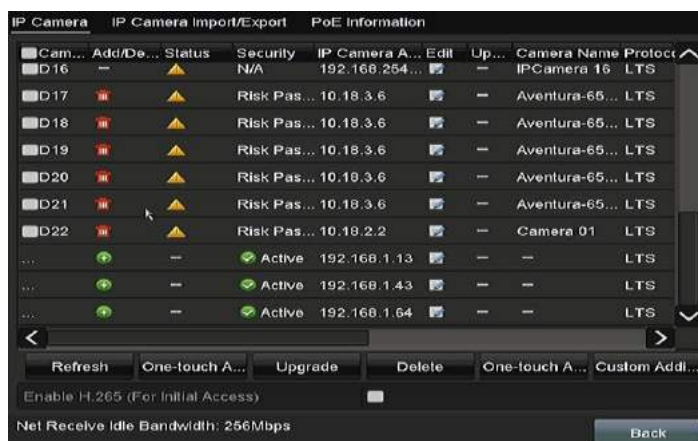 IP Camera IP Camera Import/Export PoE Information
Cam... Add/De... Status Security IP Camera A... Edit Up... Camera Name Protoco
D16 — N/A 192.168.254... — IPCamera 16 LTS
D17 Risk Pas... 10.18.3.6 — Aventura-65... LTS
D18 Risk Pas... 10.18.3.6 — Aventura-65... LTS
D19 Risk Pas... 10.18.3.6 — Aventura-65... LTS
D20 Risk Pas... 10.18.3.6 — Aventura-65... LTS
D21 Risk Pas... 10.18.3.6 — Aventura-65... LTS
D22 Risk Pas... 10.18.2.2 — Camera 01 LTS
... — Active 192.168.1.13 — — LTS
... — Active 192.168.1.43 — — LTS
... — Active 192.168.1.64 — — LTS
Refresh One-touch A... Upgrade Delete One-touch A... Custom Addi...
Enable H.265 (For Initial Access)
Net Receive Idle Bandwidth: 256Mbps Back